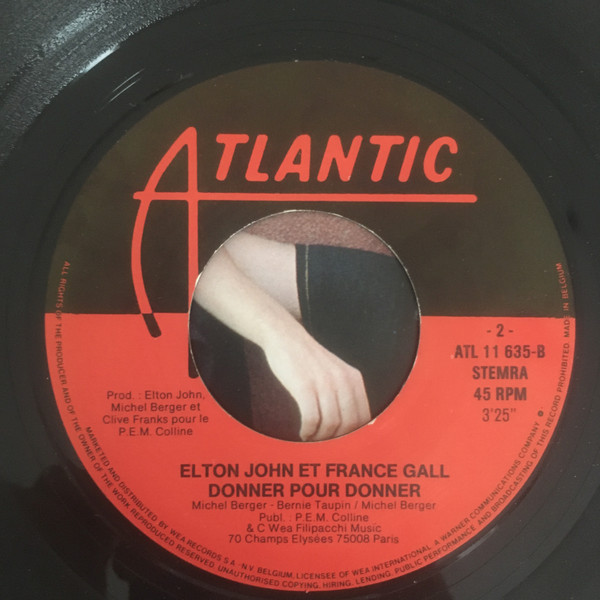 ATLANTIC
- 2 -
ATL 11 635-B
STEMRA
45 RPM
3'25"
Prod. : Elton John,
Michel Berger et
Clive Franks pour le
P.E.M. Colline
ELTON JOHN ET FRANCE GALL
DONNER POUR DONNER
Michel Berger - Bernie Taupin / Michel Berger
Publ. : P.E.M. Colline
& C Wea Filipacchi Music
70 Champs Elysées 75008 Paris
ALL RIGHTS OF THE PRODUCER AND OF THE OWNER OF THE WORK REPRODUCED RESERVED. UNAUTHORISED COPYING, HIRING, LENDING, PUBLIC PERFORMANCE AND BROADCASTING OF THIS RECORD PROHIBITED. MADE IN BELGIUM
MARKETED AND DISTRIBUTED BY WEA RECORDS S A - N.V. BELGIUM, LICENSEE OF WEA INTERNATIONAL. A WARNER COMMUNICATIONS COMPANY ●